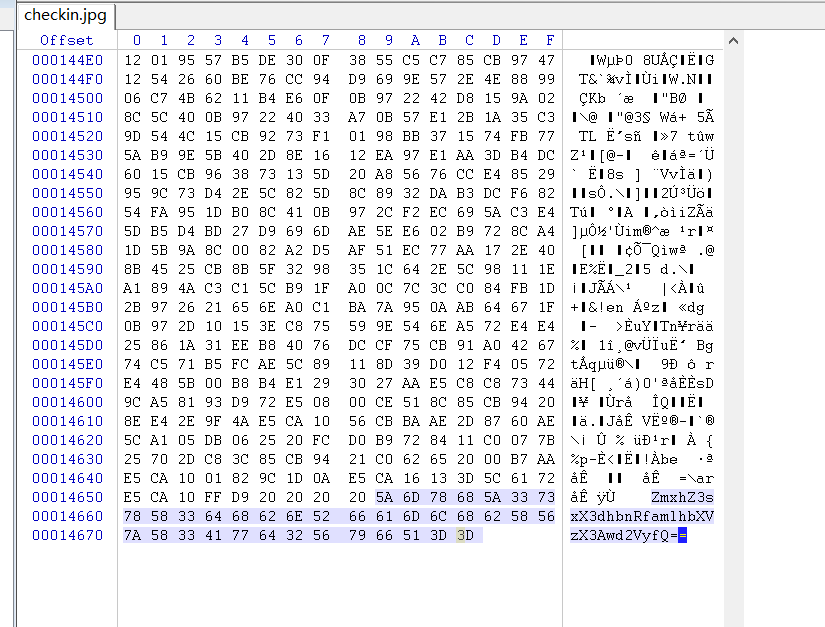 checkin.jpg
Offset 0 1 2 3 4 5 6 7 8 9 A B C D E F
000144E0 12 01 95 57 B5 DE 30 0F 38 55 C5 C7 85 CB 97 47
000144F0 12 54 26 60 BE 76 CC 94 D9 69 9E 57 2E 4E 88 99
00014500 06 C7 4B 62 11 B4 E6 0F 0B 97 22 42 D8 15 9A 02
00014510 8C 5C 40 0B 97 22 40 33 A7 0B 57 E1 2B 1A 35 C3
00014520 9D 54 4C 15 CB 92 73 F1 01 98 BB 37 15 74 FB 77
00014530 5A B9 9E 5B 40 2D 8E 16 12 EA 97 E1 AA 3D B4 DC
00014540 60 15 CB 96 38 73 13 5D 20 A8 56 76 CC E4 85 29
00014550 95 9C 73 D4 2E 5C 82 5D 8C 89 32 DA B3 DC F6 82
00014560 54 FA 95 1D B0 8C 41 0B 97 2C F2 EC 69 5A C3 E4
00014570 5D B5 D4 BD 27 D9 69 6D AE 5E E6 02 B9 72 8C A4
00014580 1D 5B 9A 8C 00 82 A2 D5 AF 51 EC 77 AA 17 2E 40
00014590 8B 45 25 CB 8B 5F 32 98 35 1C 64 2E 5C 98 11 1E
000145A0 A1 89 4A C3 C1 5C B9 1F A0 0C 7C 3C C0 84 FB 1D
000145B0 2B 97 26 21 65 6E A0 C1 BA 7A 95 0A AB 64 67 1F
000145C0 0B 97 2D 10 15 3E C8 75 59 9E 54 6E A5 72 E4 E4
000145D0 25 86 1A 31 EE B8 40 76 DC CF 75 CB 91 A0 42 67
000145E0 74 C5 71 B5 FC AE 5C 89 11 8D 39 D0 12 F4 05 72
000145F0 E4 48 5B 00 B8 B4 E1 29 30 27 AA E5 C8 C8 73 44
00014600 9C A5 81 93 D9 72 E5 08 00 CE 51 8C 85 CB 94 20
00014610 8E E4 2E 9F 4A E5 CA 10 56 CB BA AE 2D 87 60 AE
00014620 5C A1 05 DB 06 25 20 FC D0 B9 72 84 11 C0 07 7B
00014630 25 70 2D C8 3C 85 CB 94 21 C0 62 65 20 00 B7 AA
00014640 E5 CA 10 01 82 9C 1D 0A E5 CA 16 13 3D 5C 61 72
00014650 E5 CA 10 FF D9 20 20 20 20 5A 6D 78 68 5A 33 73 åÊ ÿÙ ZmxhZ3s
00014660 78 58 33 64 68 62 6E 52 66 61 6D 6C 68 62 58 56 xX3dhbnRfamlhbXV
00014670 7A 58 33 41 77 64 32 56 79 66 51 3D 3D zX3Awd2VyfQ==